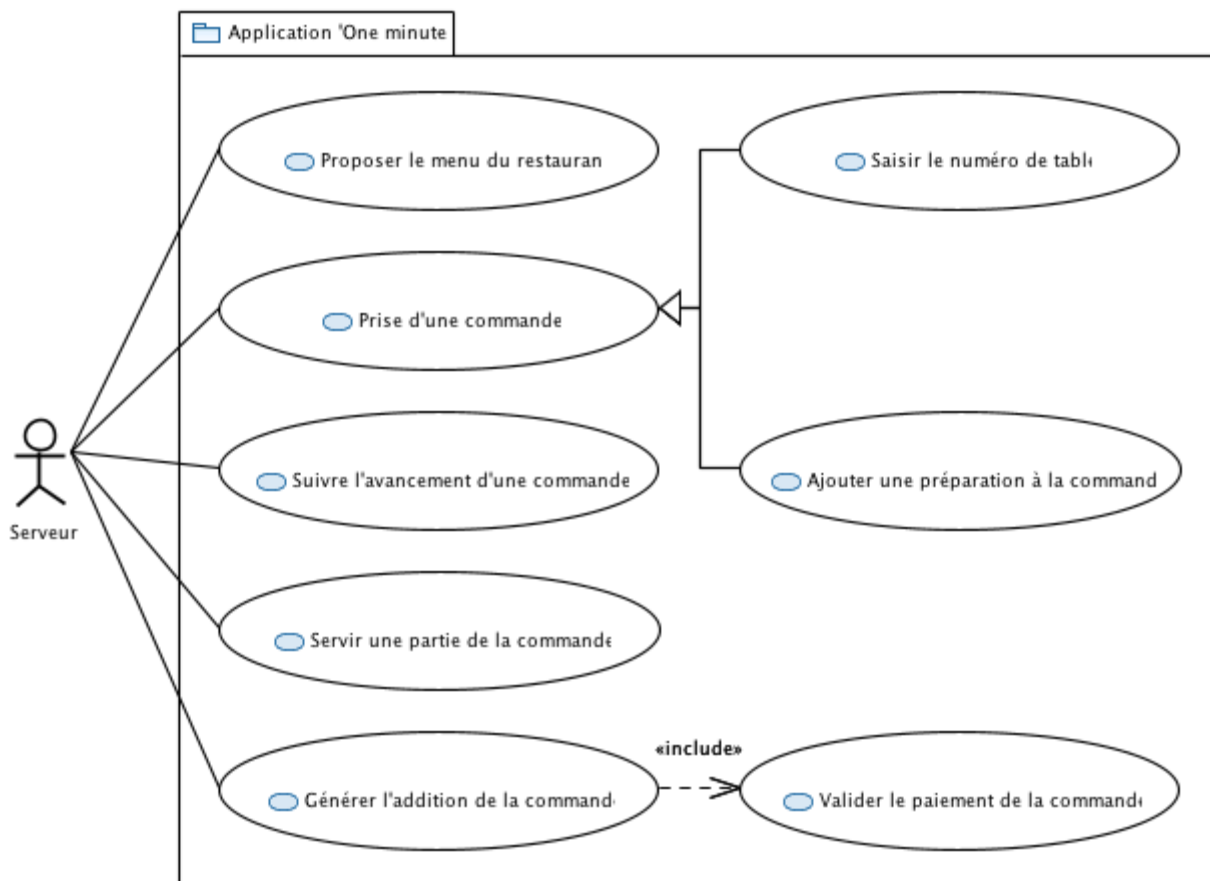 Application 'One minute
Proposer le menu du restauran
Saisir le numéro de table
Prise d'une commande
Serveur
Suivre l'avancement d'une commande
Ajouter une préparation à la command
Servir une partie de la commande
«include»
Générer l'addition de la command
Valider le paiement de la commande